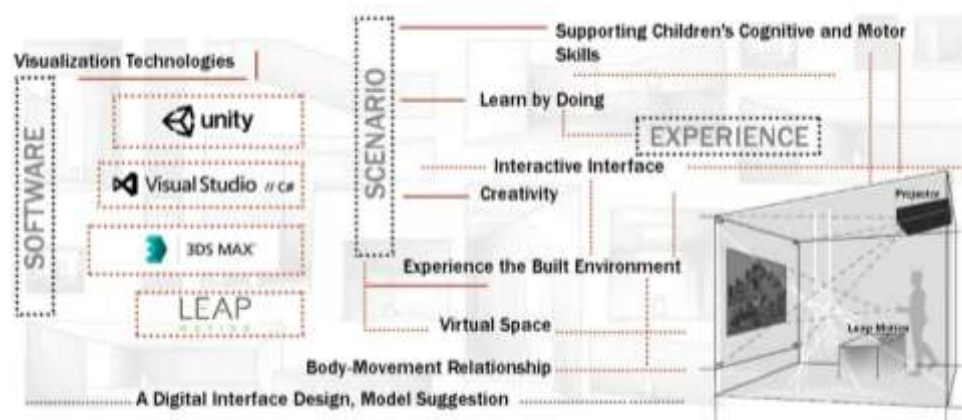 Visualization Technologies
SOFTWARE
unity
Visual Studio // C#
3DS MAX
LEAP
MOTION
SCENARIO
Supporting Children's Cognitive and Motor
Skills
Learn by Doing
EXPERIENCE
Interactive Interface
Creativity
Experience the Built Environment
Virtual Space
Body-Movement Relationship
A Digital Interface Design, Model Suggestion
Projector
Leap Motion